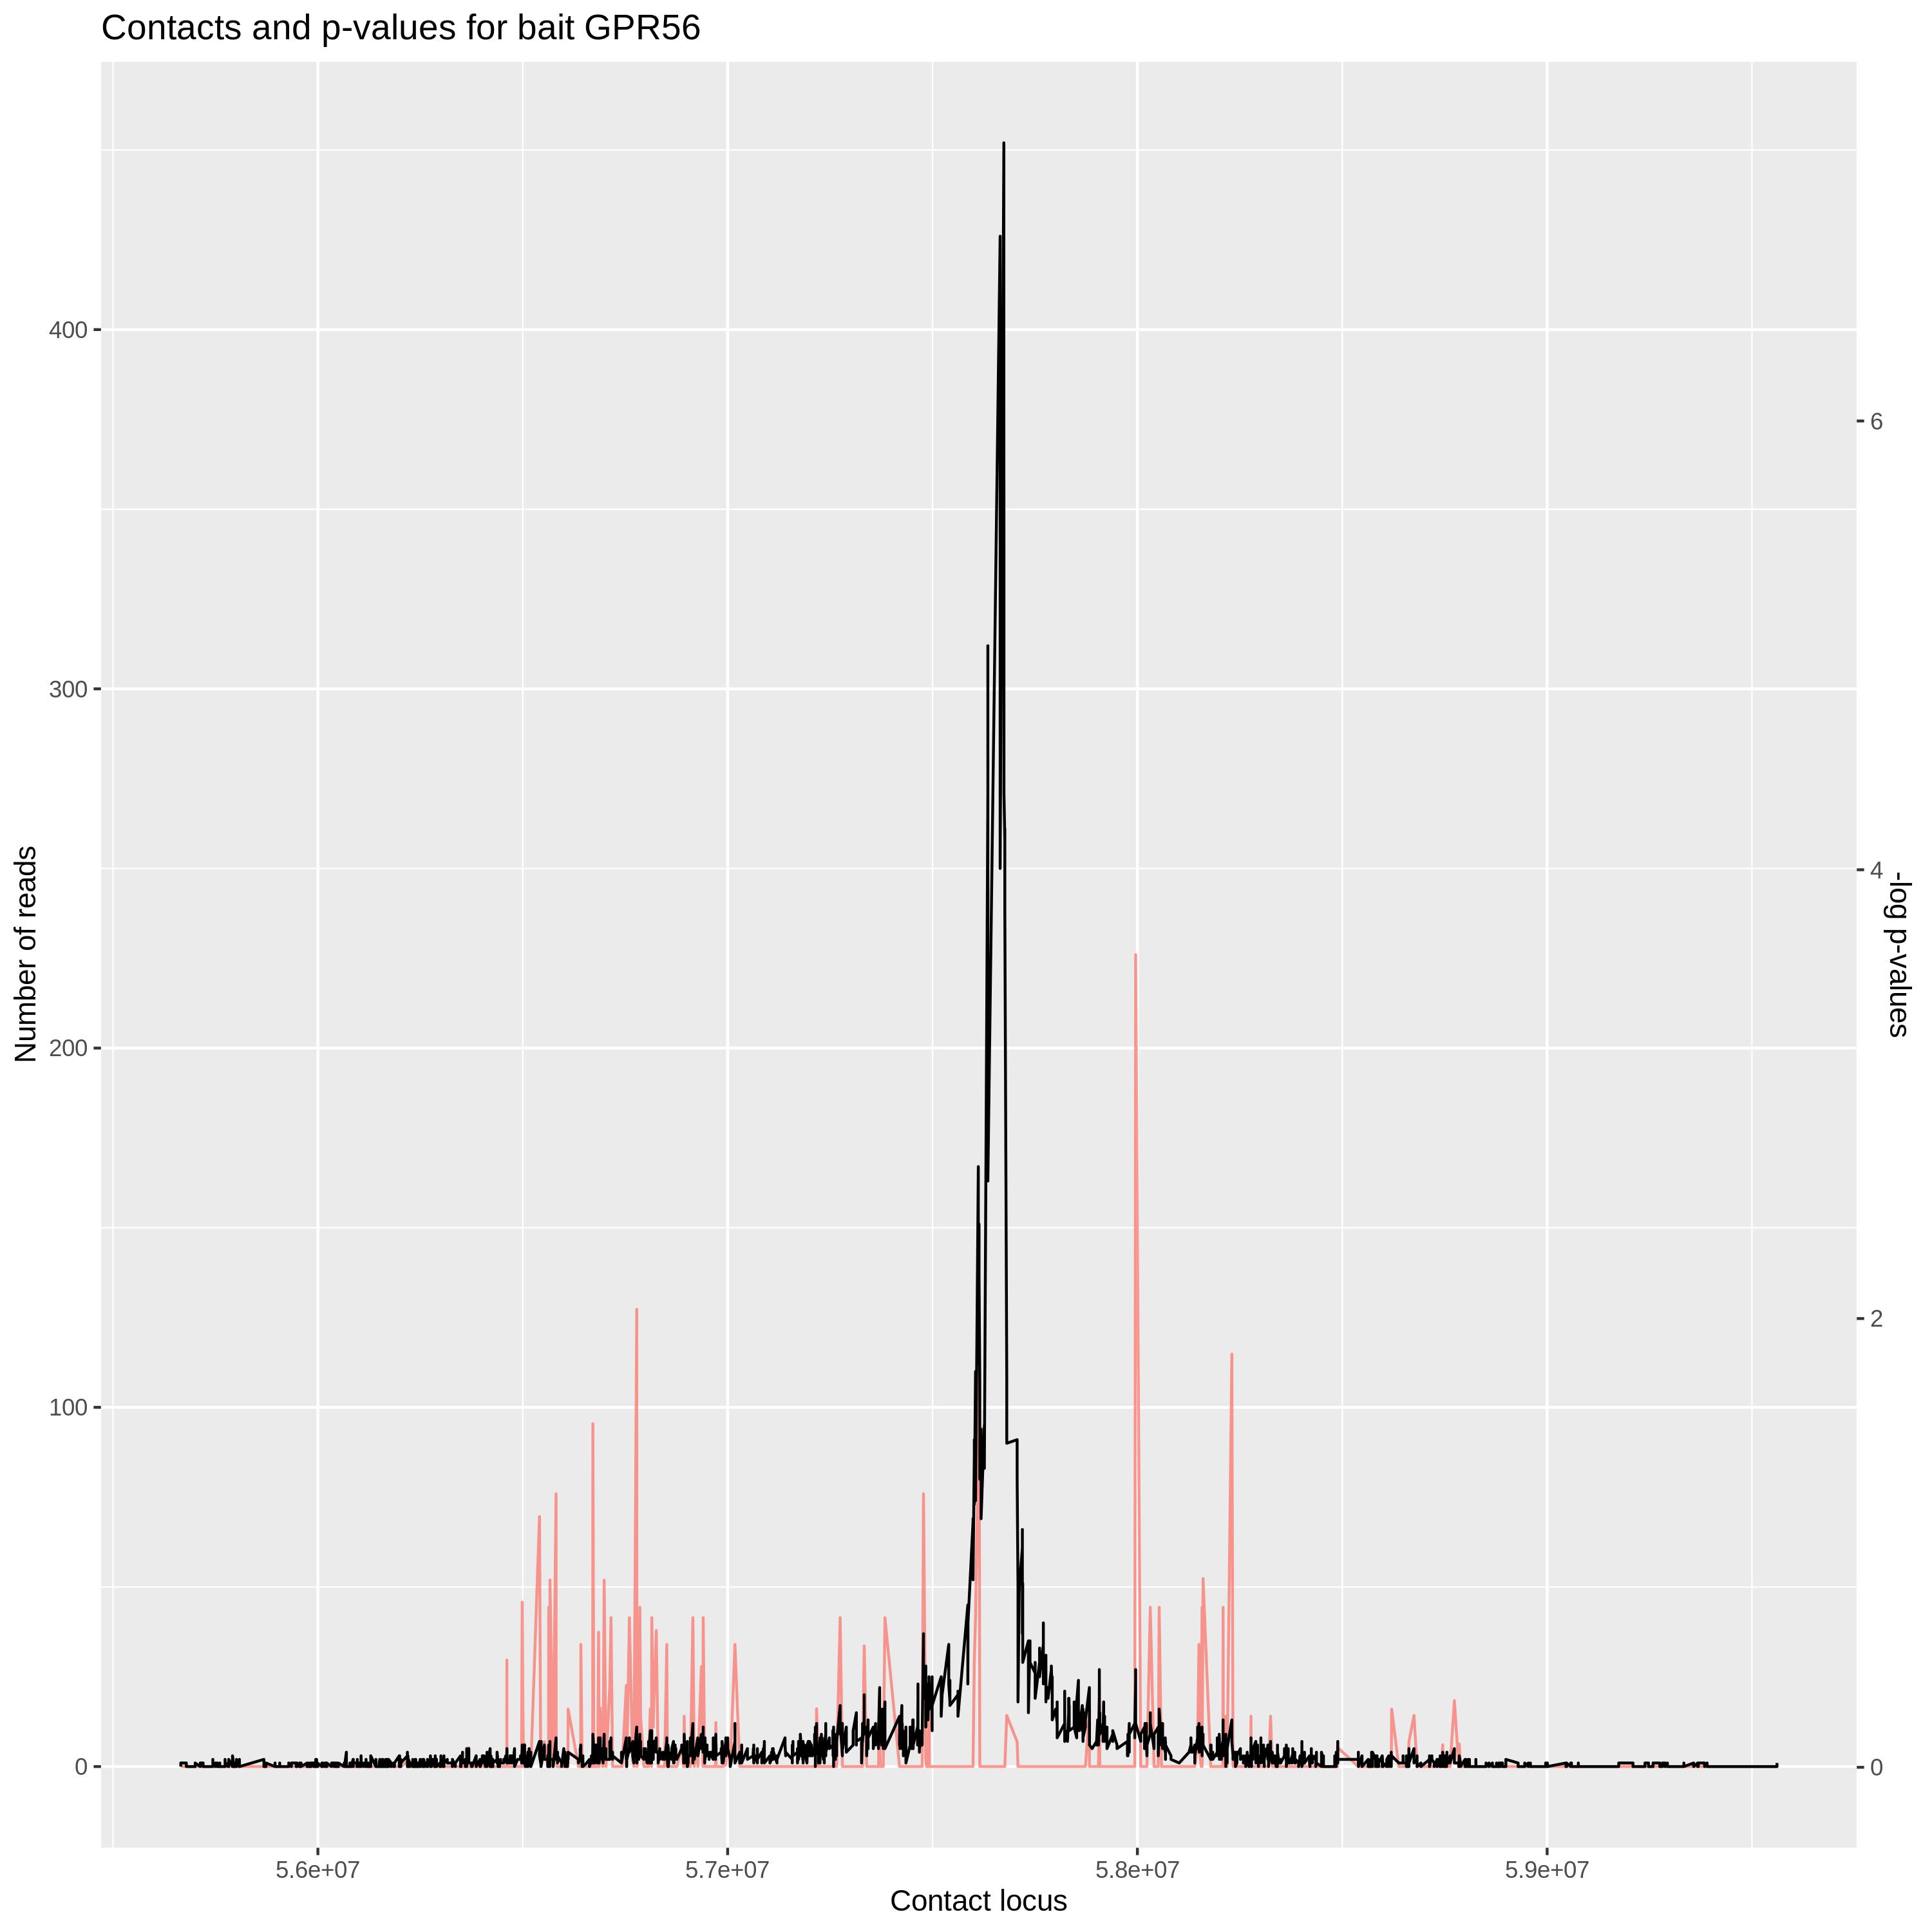 Contacts and p-values for bait GPR56
Number of reads
400
300
200
100
0
6
4
2
0
-log p-values
5.6e+07
5.7e+07
5.8e+07
5.9e+07
Contact locus